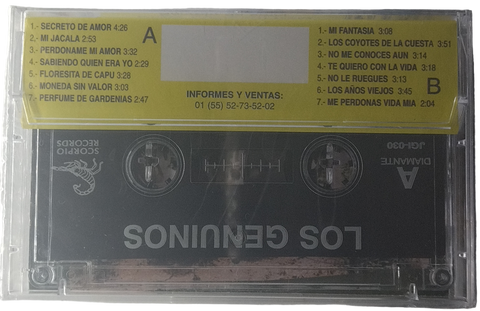 1.- SECRETO DE AMOR 4:26
2.- MI JACALA 2:53
3.- PERDONAME MI AMOR 3:32
4.- SABIENDO QUIEN ERA YO 2:29
5.- FLORESITA DE CAPU 3:28
6.- MONEDA SIN VALOR 3:03
7.- PERFUME DE GARDENIAS 2:47
A
INFORMES Y VENTAS:
01 (55) 52-73-52-02
1.- MI FANTASIA 3:08
2.- LOS COYOTES DE LA CUESTA 3:51
3.- NO ME CONOCES AUN 3:14
4.- TE QUIERO CON LA VIDA 3:18
5.- NO LE RUEGUES 3:13
6.- LOS AÑOS VIEJOS 3:45
7.- ME PERDONAS VIDA MIA 2:04
B
SCORPIO
RECORDS
A
DIAMANTE
JGI-030
LOS GENUINOS